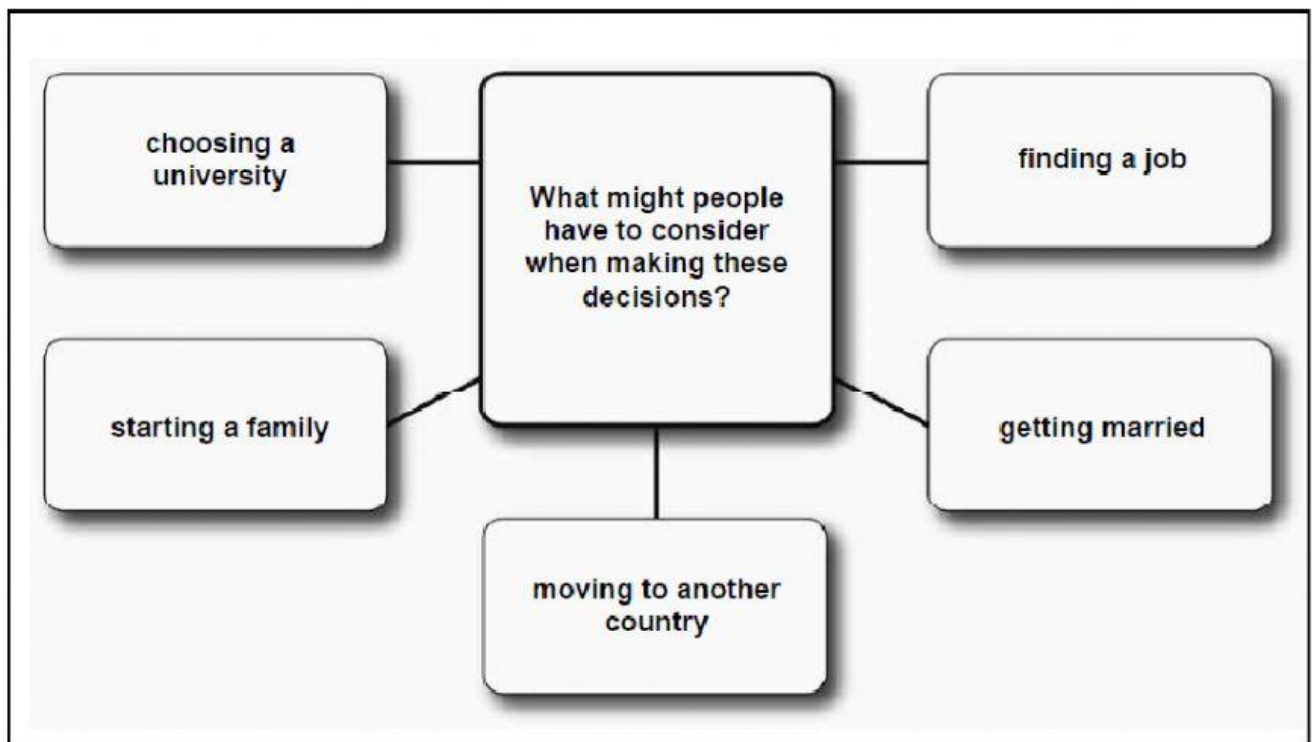 choosing a
university
What might people
have to consider
when making these
decisions?
finding a job
starting a family
getting married
moving to another
country